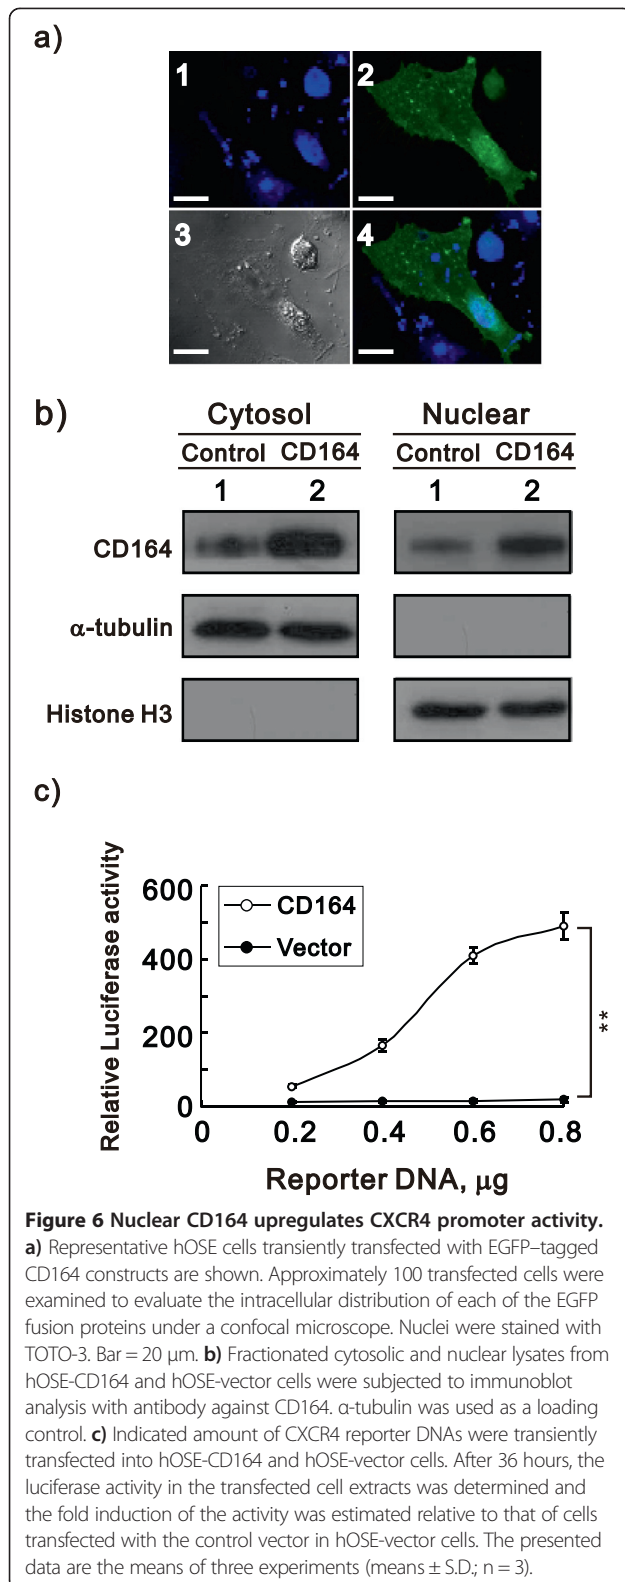 a)
1 2
3 4
b)
Cytosol Nuclear
Control CD164 Control CD164
1 2 1 2
CD164
α-tubulin
Histone H3
c)
Relative Luciferase activity
600
400
200
0
CD164
Vector
**
0 0.2 0.4 0.6 0.8
Reporter DNA, µg
Figure 6 Nuclear CD164 upregulates CXCR4 promoter activity.
a) Representative hOSE cells transiently transfected with EGFP–tagged
CD164 constructs are shown. Approximately 100 transfected cells were
examined to evaluate the intracellular distribution of each of the EGFP
fusion proteins under a confocal microscope. Nuclei were stained with
TOTO-3. Bar = 20 µm. b) Fractionated cytosolic and nuclear lysates from
hOSE-CD164 and hOSE-vector cells were subjected to immunoblot
analysis with antibody against CD164. α-tubulin was used as a loading
control. c) Indicated amount of CXCR4 reporter DNAs were transiently
transfected into hOSE-CD164 and hOSE-vector cells. After 36 hours, the
luciferase activity in the transfected cell extracts was determined and
the fold induction of the activity was estimated relative to that of cells
transfected with the control vector in hOSE-vector cells. The presented
data are the means of three experiments (means ± S.D.; n = 3).